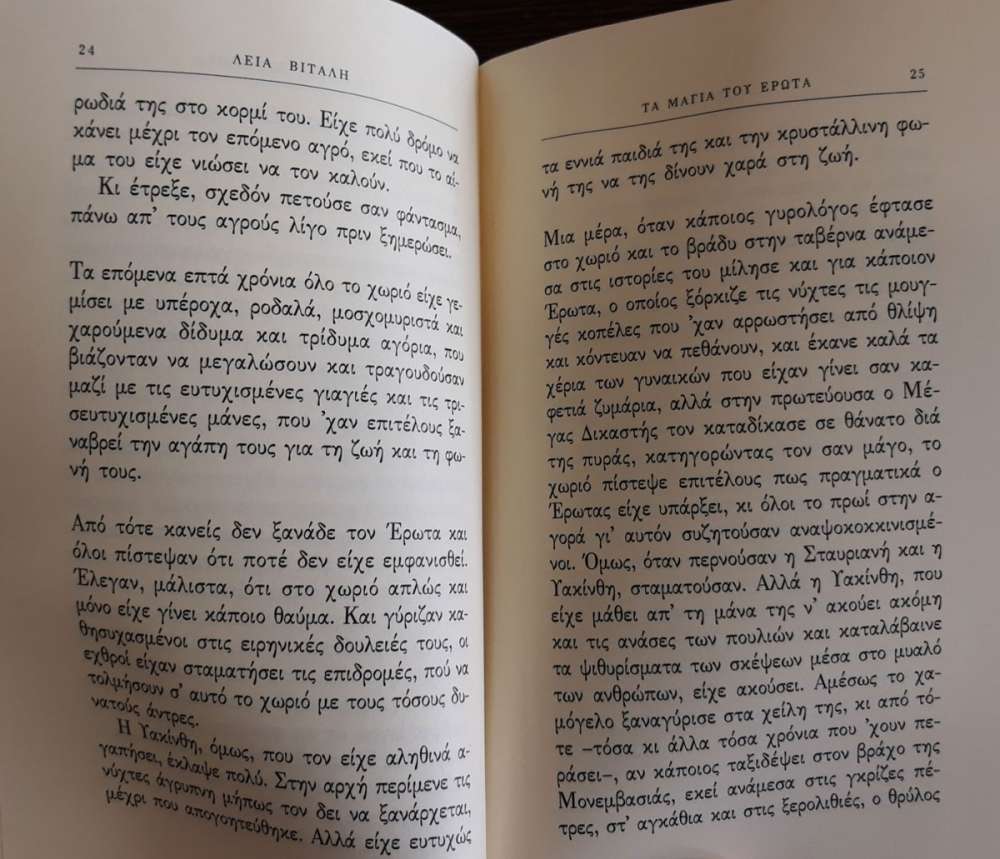 24
ΛΕΙΑ ΒΙΤΑΛΗ
ρωδιά της στο κορμί του. Είχε πολύ δρόμο να
κάνει μέχρι τον επόμενο αγρό, εκεί που το αί-
μα του είχε νιώσει να τον καλούν.
Κι έτρεξε, σχεδόν πετούσε σαν φάντασμα,
πάνω απ’ τους αγρούς λίγο πριν ξημερώσει.
Τα επόμενα επτά χρόνια όλο το χωριό είχε γε-
μίσει με υπέροχα, ροδαλά, μοσχομυριστά και
χαρούμενα δίδυμα και τρίδυμα αγόρια, που
βιάζονταν να μεγαλώσουν και τραγουδούσαν
μαζί με τις ευτυχισμένες γιαγιές και τις τρι-
σευτυχισμένες μάνες, που ’χαν επιτέλους ξα-
ναβρεί την αγάπη τους για τη ζωή και τη φω-
νή τους.
Από τότε κανείς δεν ξανάδε τον Έρωτα και
όλοι πίστεψαν ότι ποτέ δεν είχε εμφανισθεί.
Έλεγαν, μάλιστα, ότι στο χωριό απλώς και
μόνο είχε γίνει κάποιο θαύμα. Και γύριζαν κα-
θησυχασμένοι στις ειρηνικές δουλειές τους, οι
εχθροί είχαν σταματήσει τις επιδρομές, πού να
τολμήσουν σ’ αυτό το χωριό με τους τόσους δυ-
νατούς άντρες.
Η Υακίνθη, όμως, που τον είχε αληθινά α-
γαπήσει, έκλαψε πολύ. Στην αρχή περίμενε τις
νύχτες άγρυπνη μήπως τον δει να ξανάρχεται,
μέχρι που απογοητεύθηκε. Αλλά είχε ευτυχώς
ΤΑ ΜΑΓΙΑ ΤΟΥ ΕΡΩΤΑ
25
τα εννιά παιδιά της και την κρυστάλλινη φω-
νή της να της δίνουν χαρά στη ζωή.
Μια μέρα, όταν κάποιος γυρολόγος έφτασε
στο χωριό και το βράδυ στην ταβέρνα ανάμε-
σα στις ιστορίες του μίλησε και για κάποιον
Έρωτα, ο οποίος ξόρκιζε τις νύχτες τις μουγ-
γές κοπέλες που ’χαν αρρωστήσει από θλίψη
και κόντευαν να πεθάνουν, και έκανε καλά τα
χέρια των γυναικών που είχαν γίνει σαν κα-
φετιά ζυμάρια, αλλά στην πρωτεύουσα ο Μέ-
γας Δικαστής τον καταδίκασε σε θάνατο διά
της πυράς, κατηγορώντας τον σαν μάγο, το
χωριό πίστεψε επιτέλους πως πραγματικά ο
Έρωτας είχε υπάρξει, κι όλοι το πρωί στην α-
γορά γι’ αυτόν συζητούσαν αναψοκοκκινισμέ-
νοι. Όμως, όταν περνούσαν η Σταυριανή και η
Υακίνθη, σταματούσαν. Αλλά η Υακίνθη, που
είχε μάθει απ’ τη μάνα της ν’ ακούει ακόμη
και τις ανάσες των πουλιών και καταλάβαινε
τα ψιθυρίσματα των σκέψεων μέσα στο μυαλό
των ανθρώπων, είχε ακούσει. Αμέσως το χα-
μόγελο ξαναγύρισε στα χείλη της, κι από τό-
τε –τόσα κι άλλα τόσα χρόνια που ’χουν πε-
ράσει–, αν κάποιος ταξιδέψει στον βράχο της
Μονεμβασιάς, εκεί ανάμεσα στις γκρίζες πέ-
τρες, στ’ αγκάθια και στις ξερολιθιές, ο θρύλος